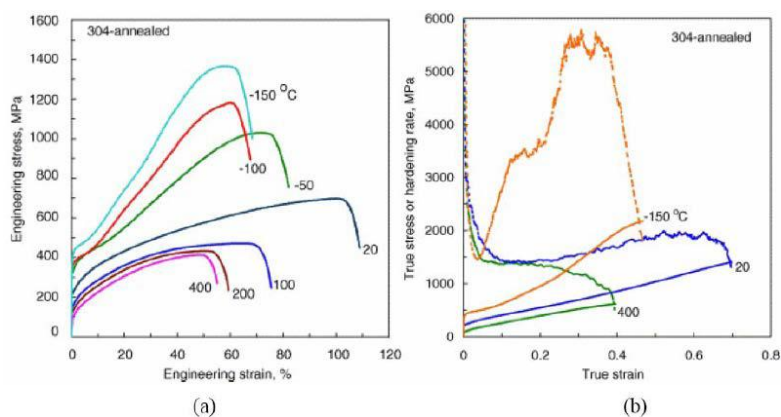 304-annealed
1600
1400
1200
1000
800
600
400
200
0
Engineering stress, MPa
-150 °C
-100
-50
20
100
200
400
0 20 40 60 80 100 120
Engineering strain, %
(a)
304-annealed
6000
5000
4000
3000
2000
1000
0
True stress or hardening rate, MPa
-150 °C
20
400
0 0.2 0.4 0.6 0.8
True strain
(b)